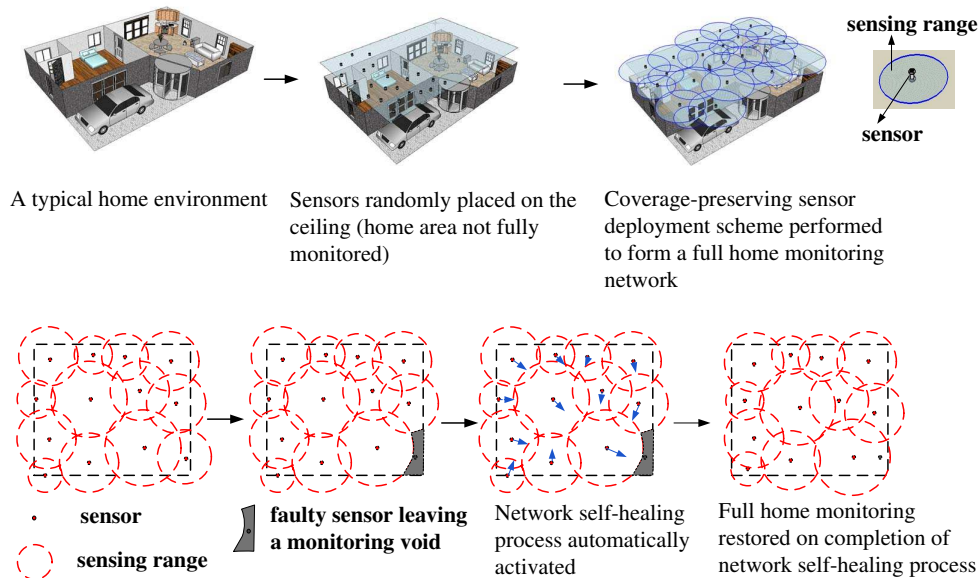 sensing range
sensor
A typical home environment
Sensors randomly placed on the
ceiling (home area not fully
monitored)
Coverage-preserving sensor
deployment scheme performed
to form a full home monitoring
network
sensor
sensing range
faulty sensor leaving
a monitoring void
Network self-healing
process automatically
activated
Full home monitoring
restored on completion of
network self-healing process